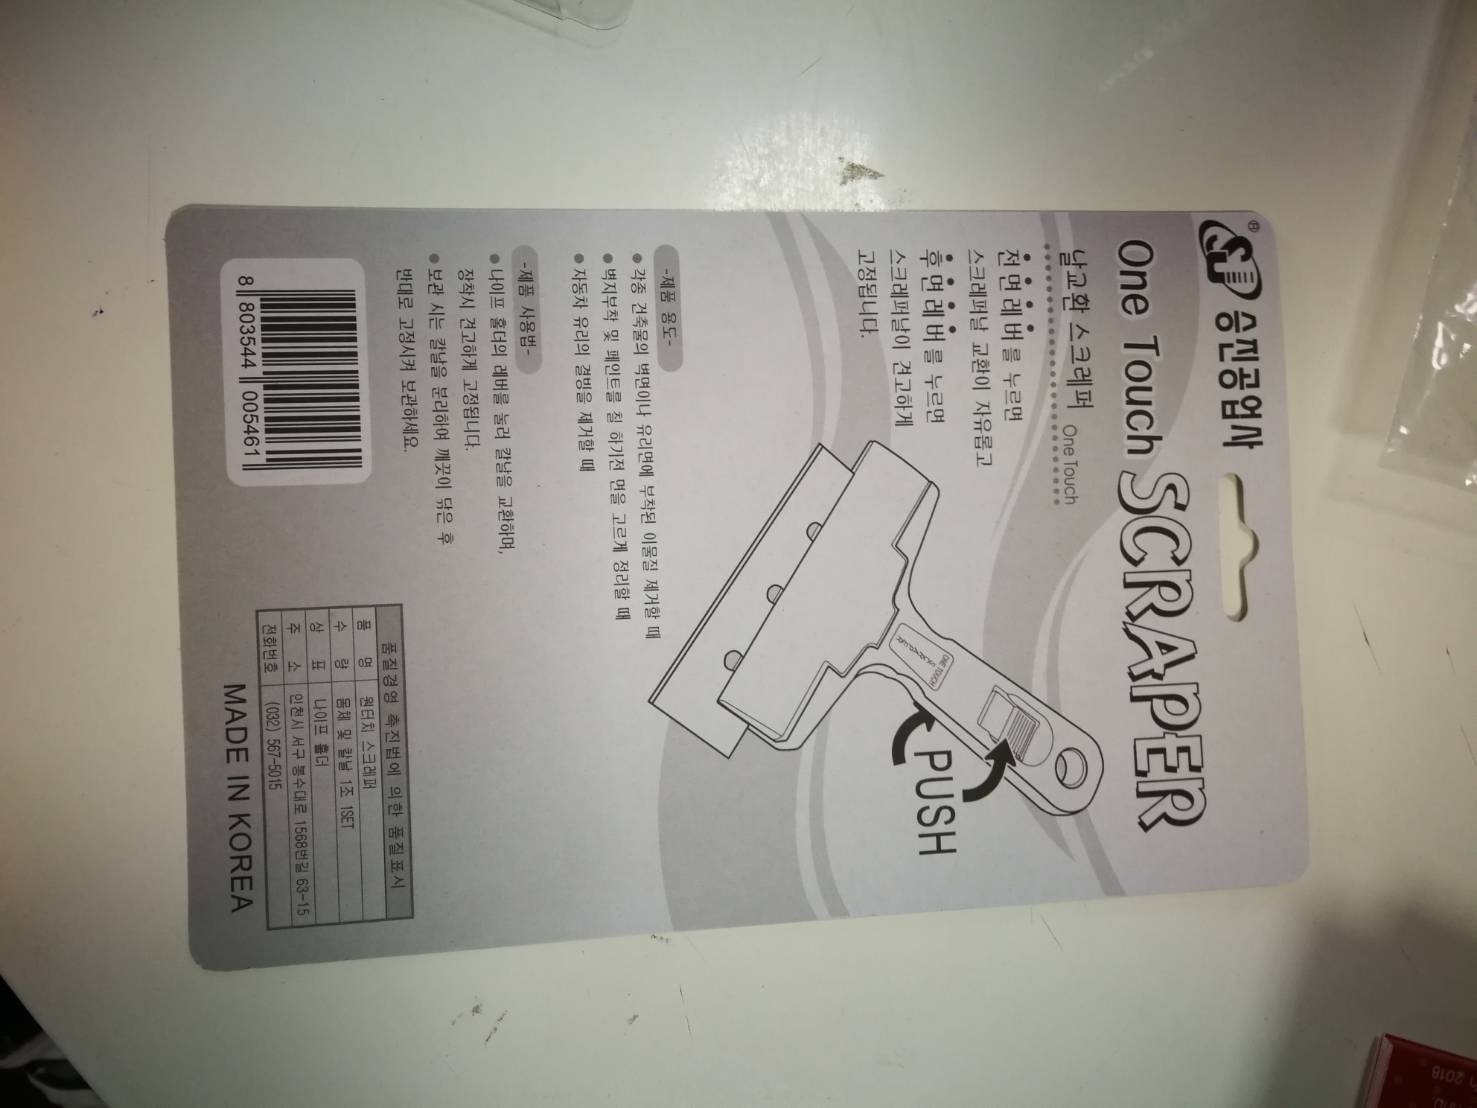 ® 승진공업사
One Touch SCRAPER
날교환 스크레퍼 One Touch
전면레버를 누르면
스크레퍼날 교환이 자유롭고
후면레버를 누르면
스크레퍼날이 견고하게
고정됩니다.
ONE TOUCH
SCRAPER
PUSH
-제품 용도-
● 각종 건축물의 벽면이나 유리면에 부착된 이물질 제거할 때
● 벽지부착 및 페인트를 칠 하기전 면을 고르게 정리할 때
● 자동차 유리의 결빙을 제거할 때
-제품 사용법-
● 나이프 홀더의 레버를 눌러 칼날을 교환하며,
장착시 견고하게 고정됩니다.
● 보관 시는 칼날을 분리하여 깨끗이 닦은 후
반대로 고정시켜 보관하세요.
품질경영 촉진법에 의한 품질표시
품 명 원터치 스크레퍼
수 량 몸체 및 칼날 1조 1SET
상 표 나이프 홀더
주 소 인천시 서구 봉수대로 1568번길 63-15
전화번호 (032) 567-5015
8 803544 005461
MADE IN KOREA
2018